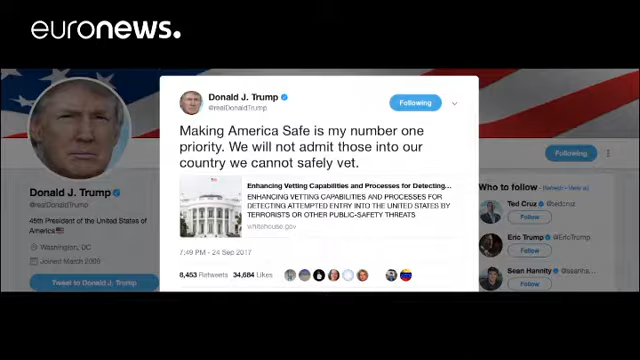 euronews.
Donald J. Trump
@realDonaldTrump
Following
Making America Safe is my number one
priority. We will not admit those into our
country we cannot safely vet.
Enhancing Vetting Capabilities and Processes for Detecting...
ENHANCING VETTING CAPABILITIES AND PROCESSES FOR
DETECTING ATTEMPTED ENTRY INTO THE UNITED STATES BY
TERRORISTS OR OTHER PUBLIC-SAFETY THREATS
whitehouse.gov
7:49 PM - 24 Sep 2017
8,453 Retweets 34,684 Likes
Donald J. Trump
@realDonaldTrump
45th President of the United States of
America
Washington, DC
Joined March 2009
Tweet to Donald J. Trump
Following
Who to follow · Refresh · View all
Ted Cruz @tedcruz
Follow
Eric Trump @EricTrump
Follow
Sean Hannity @seanha...
Follow